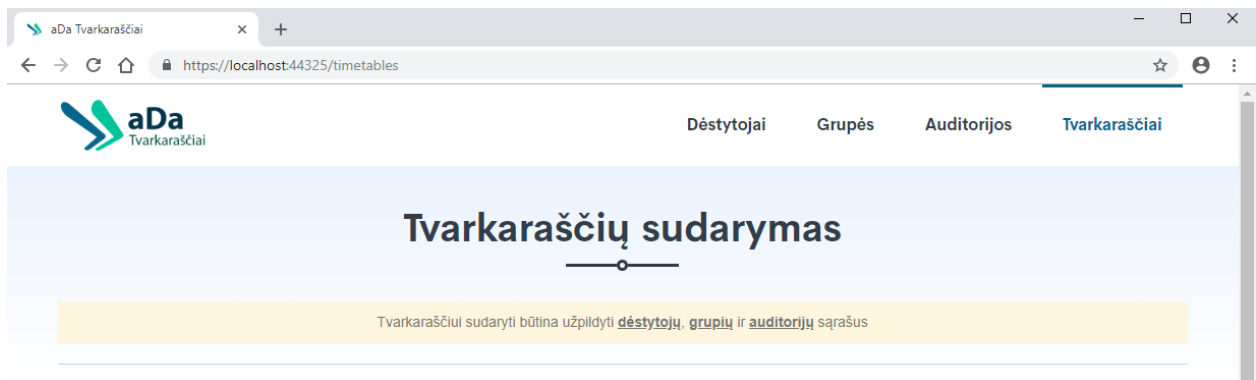 aDa Tvarkaraščiai
https://localhost:44325/timetables
aDa
Tvarkaraščiai
Dėstytojai Grupės Auditorijos Tvarkaraščiai
Tvarkaraščių sudarymas
Tvarkaraščiui sudaryti būtina užpildyti dėstytojų, grupių ir auditorijų sąrašus